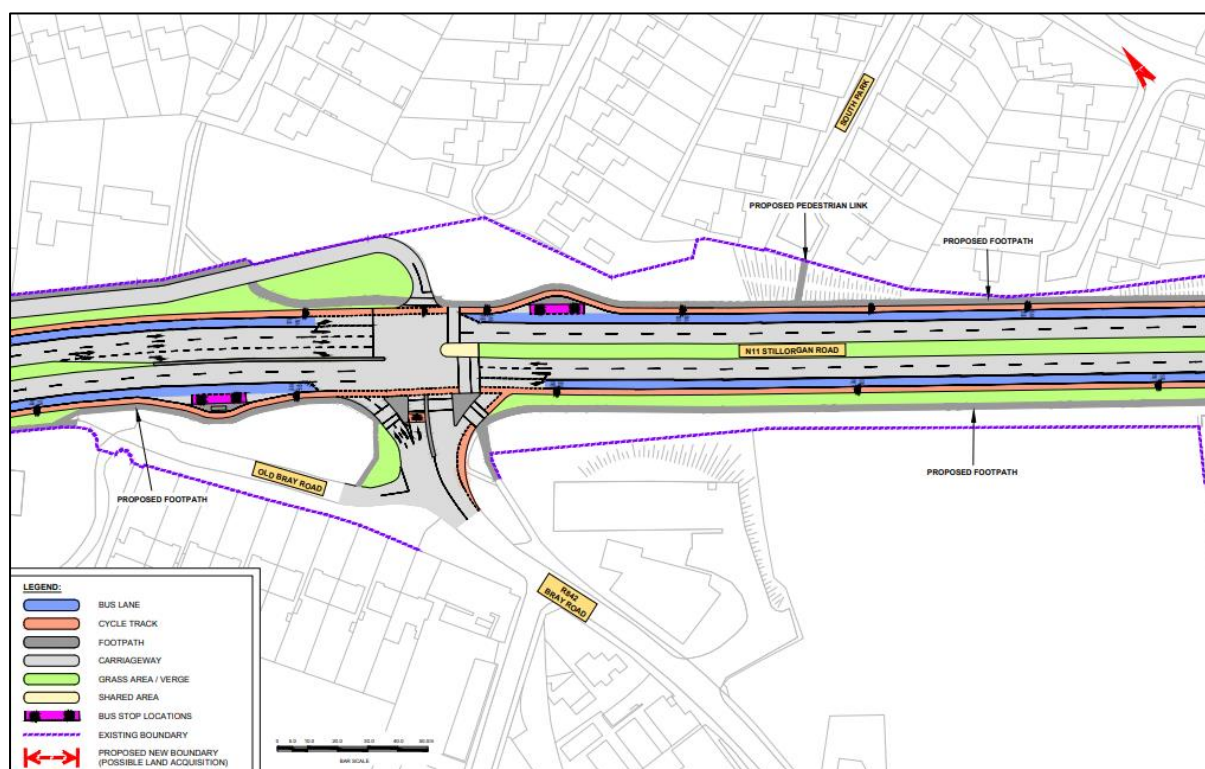 SOUTH PARK
PROPOSED PEDESTRIAN LINK
PROPOSED FOOTPATH
N11 STILLORGAN ROAD
OLD BRAY ROAD
PROPOSED FOOTPATH
PROPOSED FOOTPATH
R842
BRAY ROAD
LEGEND:
BUS LANE
CYCLE TRACK
FOOTPATH
CARRIAGEWAY
GRASS AREA / VERGE
SHARED AREA
BUS STOP LOCATIONS
EXISTING BOUNDARY
PROPOSED NEW BOUNDARY
(POSSIBLE LAND ACQUISITION)
BAR SCALE